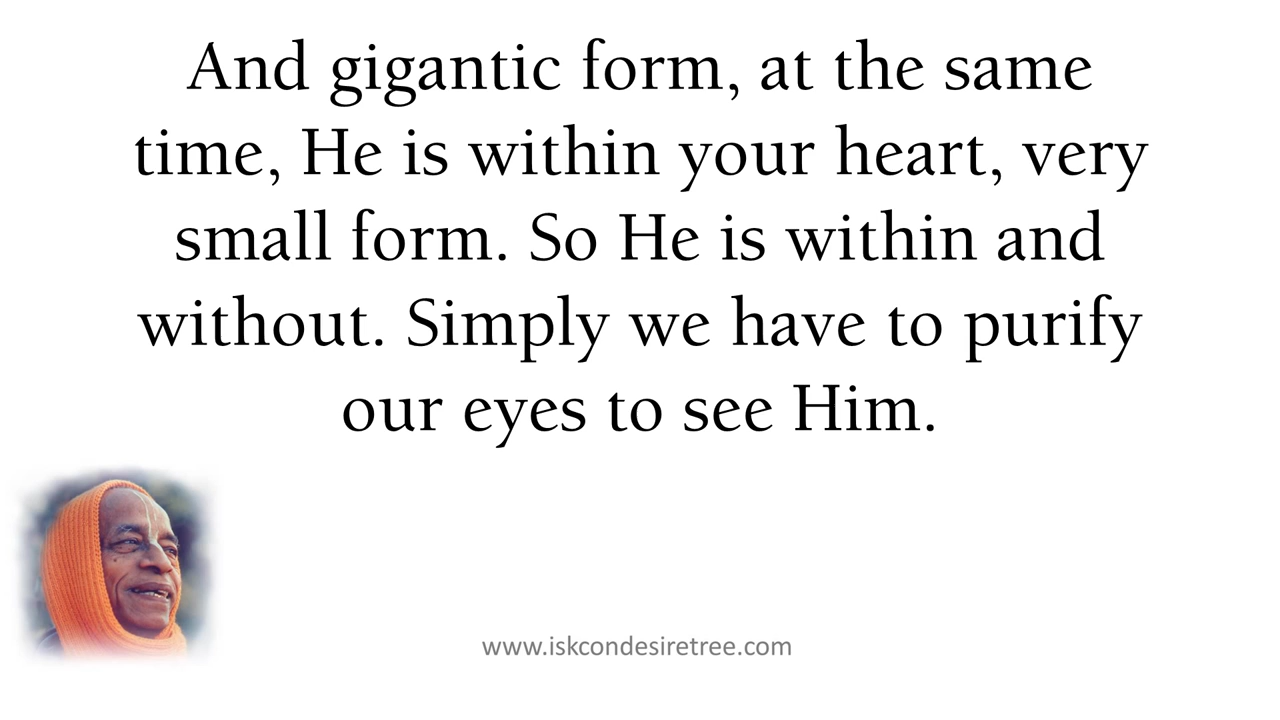 And gigantic form, at the same
time, He is within your heart, very
small form. So He is within and
without. Simply we have to purify
our eyes to see Him.
www.iskcondesiretree.com